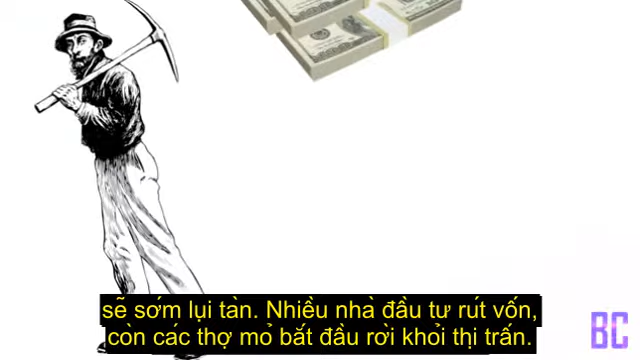 sẽ sớm lụi tàn. Nhiều nhà đầu tư rút vốn,
còn các thợ mỏ bắt đầu rời khỏi thị trấn.
BC